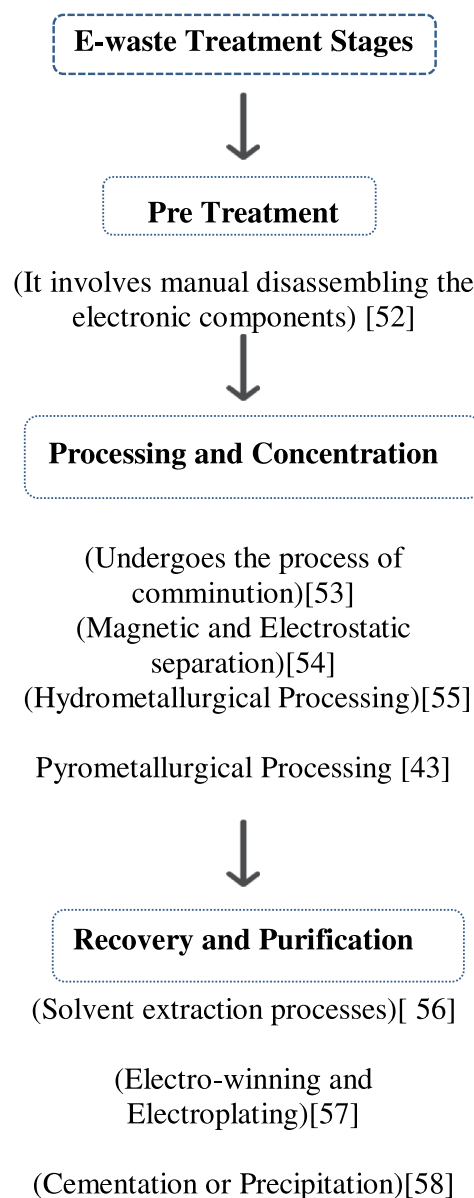 E-waste Treatment Stages
Pre Treatment
(It involves manual disassembling the
electronic components) [52]
Processing and Concentration
(Undergoes the process of
comminution)[53]
(Magnetic and Electrostatic
separation)[54]
(Hydrometallurgical Processing)[55]
Pyrometallurgical Processing [43]
Recovery and Purification
(Solvent extraction processes)[ 56]
(Electro-winning and
Electroplating)[57]
(Cementation or Precipitation)[58]